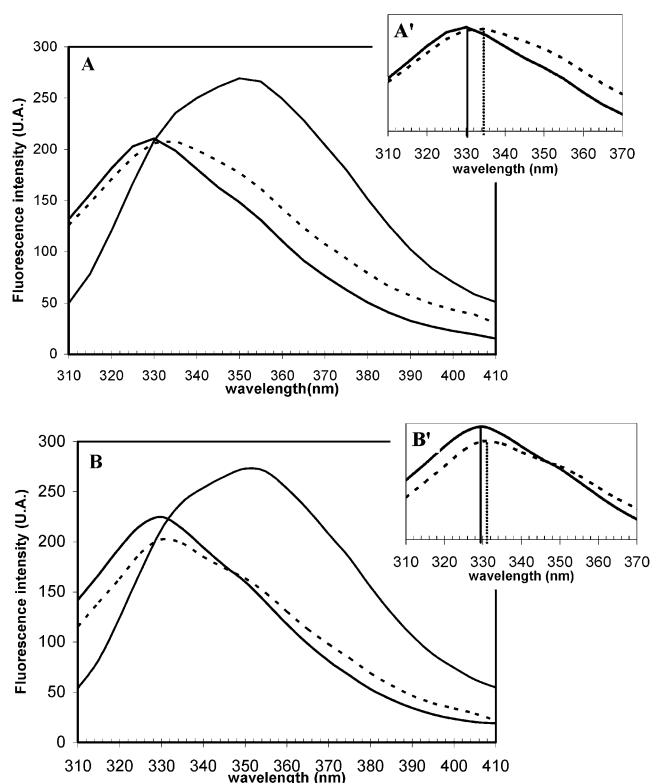 A'
310 320 330 340 350 360 370
wavelength (nm)
300
250
200
150
100
50
0
Fluorescence intensity (U.A.)
A
310 320 330 340 350 360 370 380 390 400 410
wavelength(nm)
B'
310 320 330 340 350 360 370
wavelength (nm)
300
250
200
150
100
50
0
Fluorescence intensity (U.A.)
B
310 320 330 340 350 360 370 380 390 400 410
wavelength (nm)